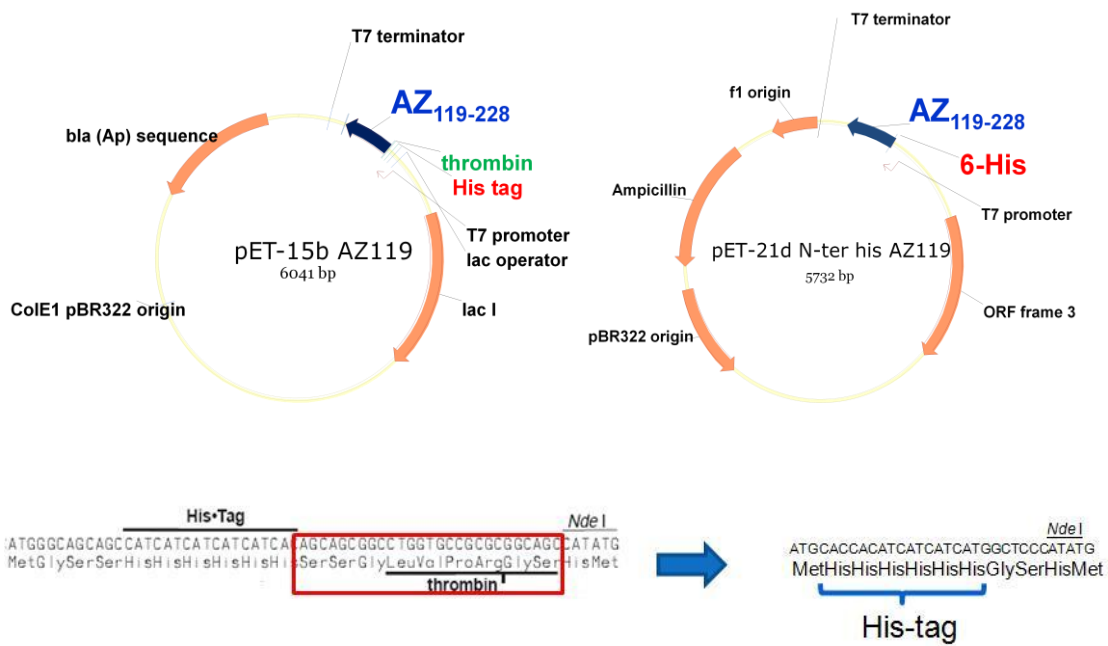 T7 terminator
AZ119-228
bla (Ap) sequence
thrombin
His tag
T7 promoter
lac operator
pET-15b AZ119
6041 bp
ColE1 pBR322 origin
lac I
T7 terminator
f1 origin
AZ119-228
6-His
Ampicillin
T7 promoter
pET-21d N-ter his AZ119
5732 bp
ORF frame 3
pBR322 origin
His•Tag
Nde I
ATGGGCAGCAGCCATCATCATCATCATCACAGCAGCGGCCTGGTGCCGCGCGGCAGCCATATG
MetGlySerSerHisHisHisHisHisHisSerSerGlyLeuValProArgGlySerHisMet
thrombin
Nde I
ATGCACCACATCATCATCATGGCTCCCATATG
MetHisHisHisHisHisHisGlySerHisMet
His-tag